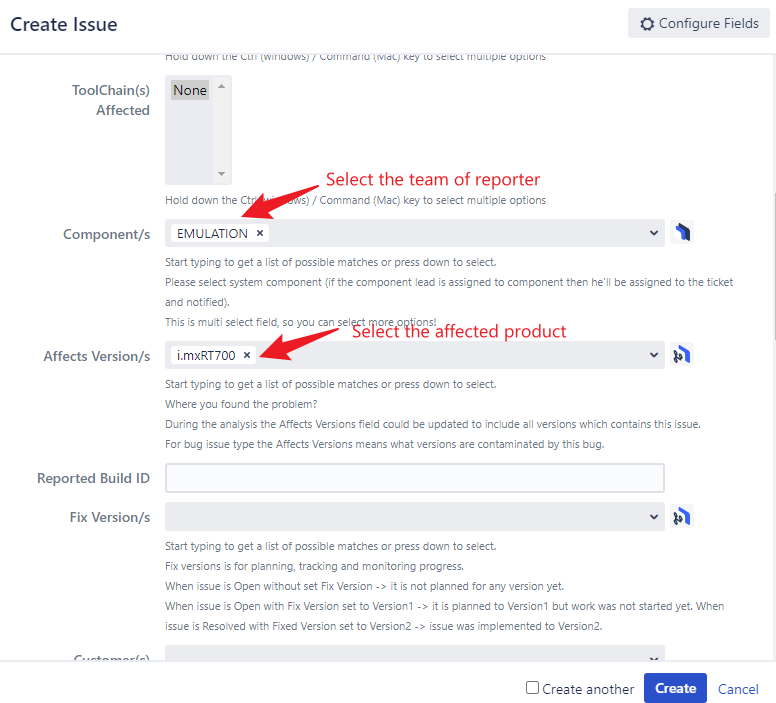 Create Issue
Configure Fields
Hold down the Ctrl (windows) / Command (Mac) key to select multiple options
ToolChain(s)
Affected
None
Select the team of reporter
Hold down the Ctrl (windows) / Command (Mac) key to select multiple options
Component/s
EMULATION ×
Start typing to get a list of possible matches or press down to select.
Please select system component (if the component lead is assigned to component then he'll be assigned to the ticket
and notified).
This is multi select field, so you can select more options!
Select the affected product
Affects Version/s
i.mxRT700 ×
Start typing to get a list of possible matches or press down to select.
Where you found the problem?
During the analysis the Affects Versions field could be updated to include all versions which contains this issue.
For bug issue type the Affects Versions means what versions are contaminated by this bug.
Reported Build ID
Fix Version/s
Start typing to get a list of possible matches or press down to select.
Fix versions is for planning, tracking and monitoring progress.
When issue is Open without set Fix Version -> it is not planned for any version yet.
When issue is Open with Fix Version set to Version1 -> it is planned to Version1 but work was not started yet. When
issue is Resolved with Fixed Version set to Version2 -> issue was implemented to Version2.
Customer(s)
Create another
Create
Cancel